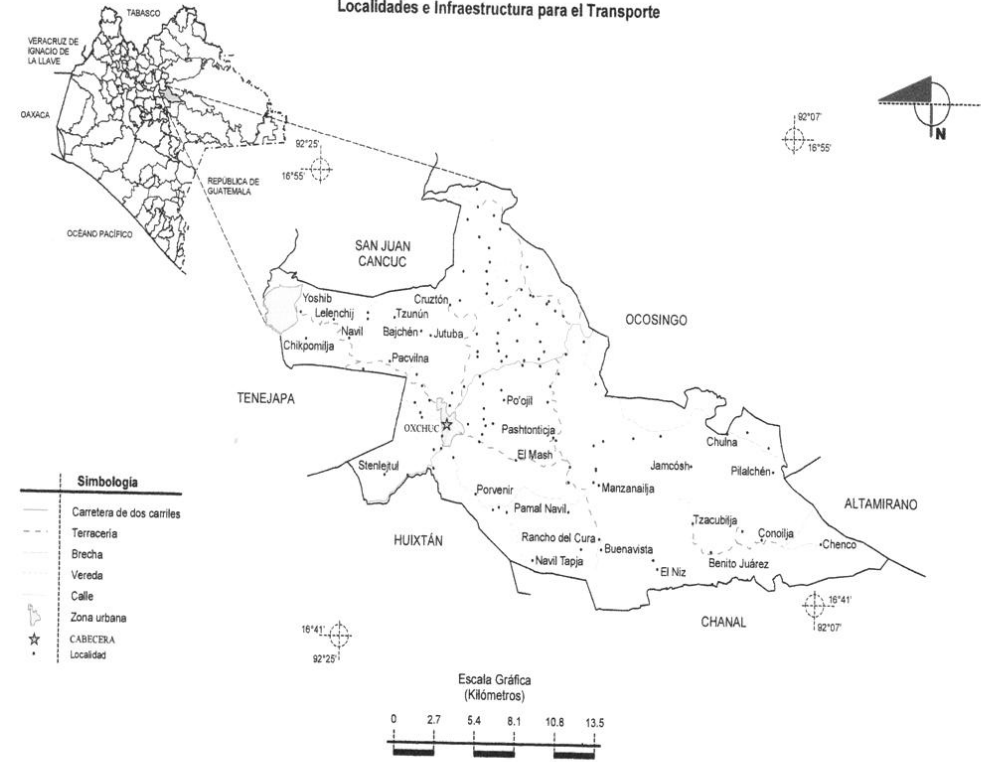 Localidades e Infraestructura para el Transporte
TABASCO
VERACRUZ DE
IGNACIO DE
LA LLAVE
OAXACA
REPÚBLICA DE
GUATEMALA
OCÉANO PACÍFICO
92°25'
16°55'
92°07'
16°55'
N
SAN JUAN
CANCUC
OCOSINGO
TENEJAPA
HUIXTÁN
ALTAMIRANO
CHANAL
Yoshib
Lelenchij
Navil
Chikpomilja
Cruztón
Tzunún
Bajchén
Jutuba
Pacvilna
Po'ojil
OXCHUC
Pashtonticja
El Mash
Stenlejtul
Porvenir
Pamal Navil
Manzanailja
Rancho del Cura
Buenavista
Navil Tapja
El Niz
Chulna
Jamcósh
Pilalchén
Tzacubilja
Conoilja
Chenco
Benito Juárez
16°41'
92°07'
16°41'
92°25'
Simbología
Carretera de dos carriles
Terracería
Brecha
Vereda
Calle
Zona urbana
CABECERA
Localidad
Escala Gráfica
(Kilómetros)
0 2.7 5.4 8.1 10.8 13.5